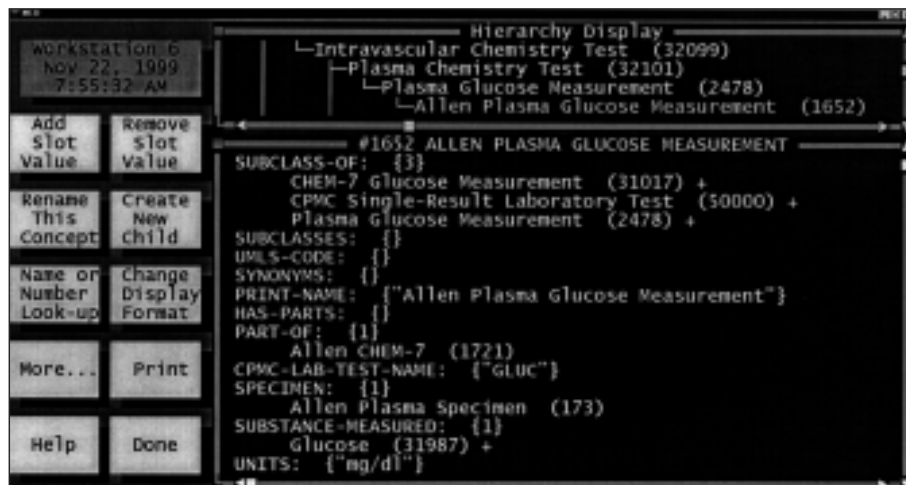 Workstation 6
Nov 22, 1999
7:55:32 AM
Add Slot Value
Remove Slot Value
Rename This Concept
Create New Child
Name or Number Look-up
Change Display Format
More...
Print
Help
Done
Hierarchy Display
Intravascular Chemistry Test (32099)
Plasma Chemistry Test (32101)
Plasma Glucose Measurement (2478)
Allen Plasma Glucose Measurement (1652)
#1652 ALLEN PLASMA GLUCOSE MEASUREMENT
SUBCLASS-OF: {3}
CHEM-7 Glucose Measurement (31017) +
CPMC Single-Result Laboratory Test (50000) +
Plasma Glucose Measurement (2478) +
SUBCLASSES: {}
UMLS-CODE: {}
SYNONYMS: {}
PRINT-NAME: {"Allen Plasma Glucose Measurement"}
HAS-PARTS: {}
PART-OF: {1}
Allen CHEM-7 (1721)
CPMC-LAB-TEST-NAME: {"GLUC"}
SPECIMEN: {1}
Allen Plasma Specimen (173)
SUBSTANCE-MEASURED: {1}
Glucose (31987) +
UNITS: {"mg/dl"}